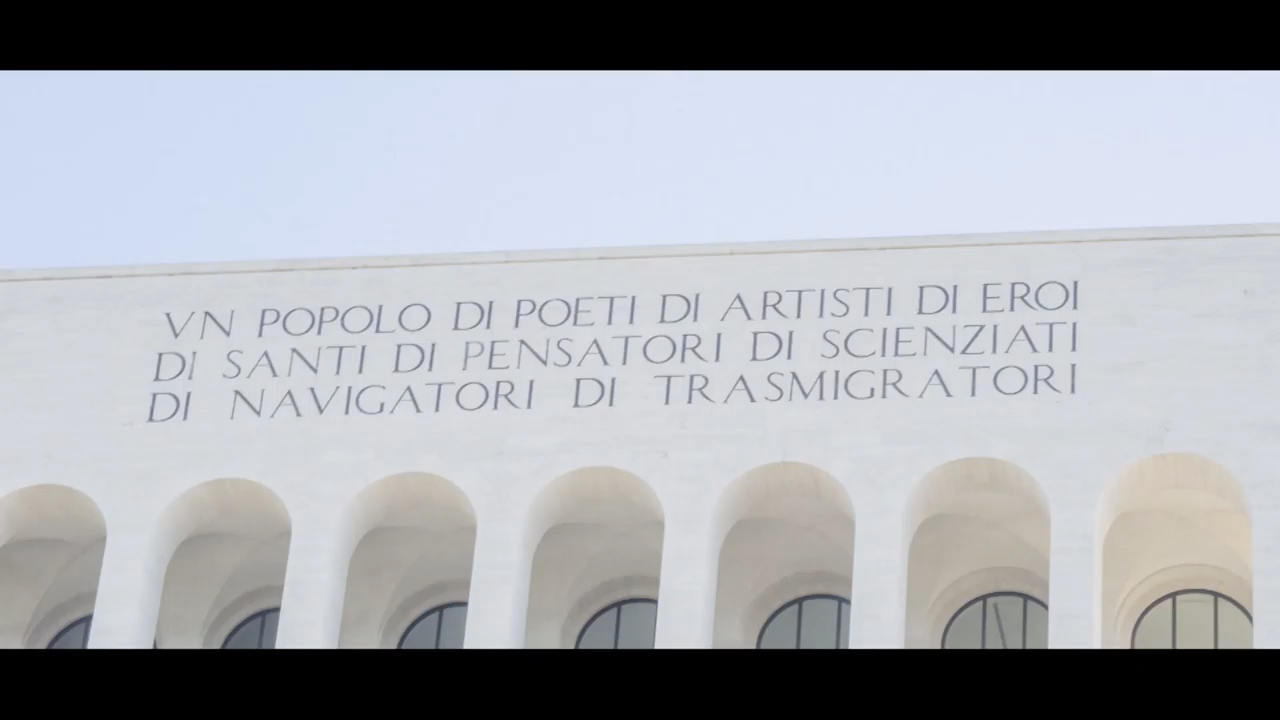 VN POPOLO DI POETI DI ARTISTI DI EROI
DI SANTI DI PENSATORI DI SCIENZIATI
DI NAVIGATORI DI TRASMIGRATORI